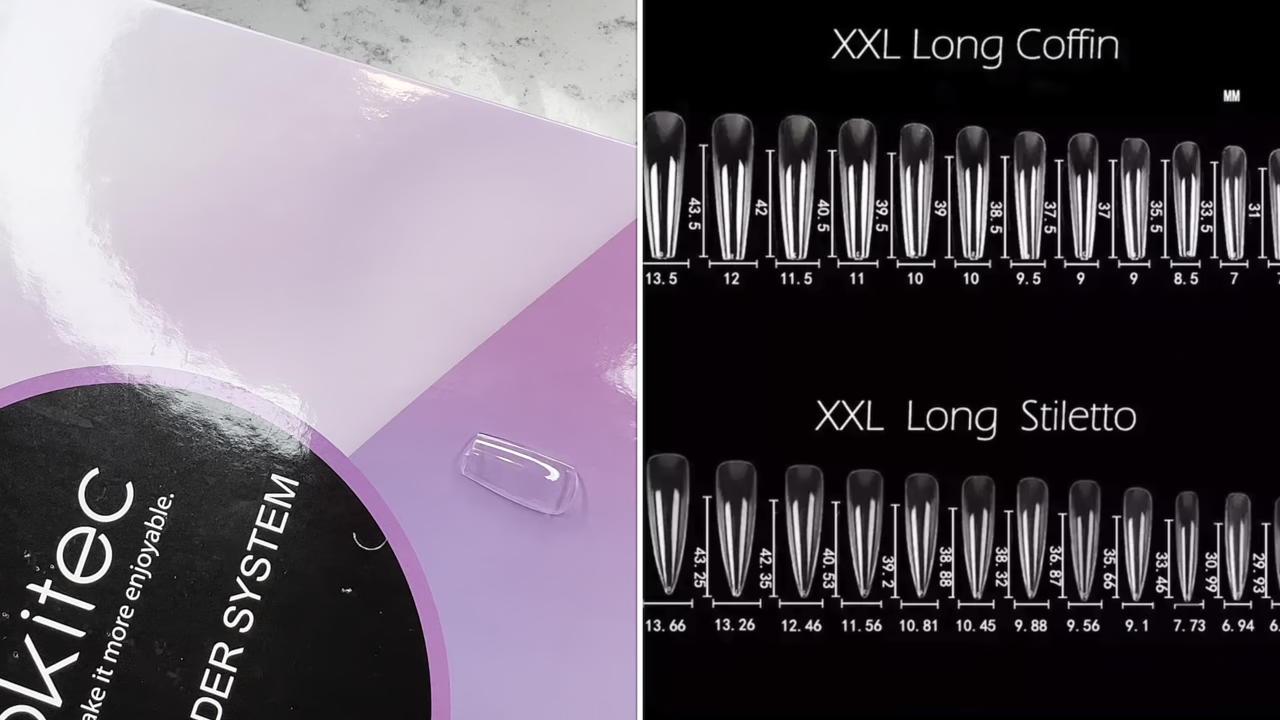 okitec
ake it more enjoyable.
DER SYSTEM
XXL Long Coffin
MM
43.5 42 40.5 39.5 39 38.5 37.5 37 35.5 33.5 31
13.5 12 11.5 11 10 10 9.5 9 9 8.5 7
XXL Long Stiletto
43.25 42.35 40.53 39.2 38.88 38.32 36.87 35.66 33.46 30.99 29.93
13.66 13.26 12.46 11.56 10.81 10.45 9.88 9.56 9.1 7.73 6.94 6.